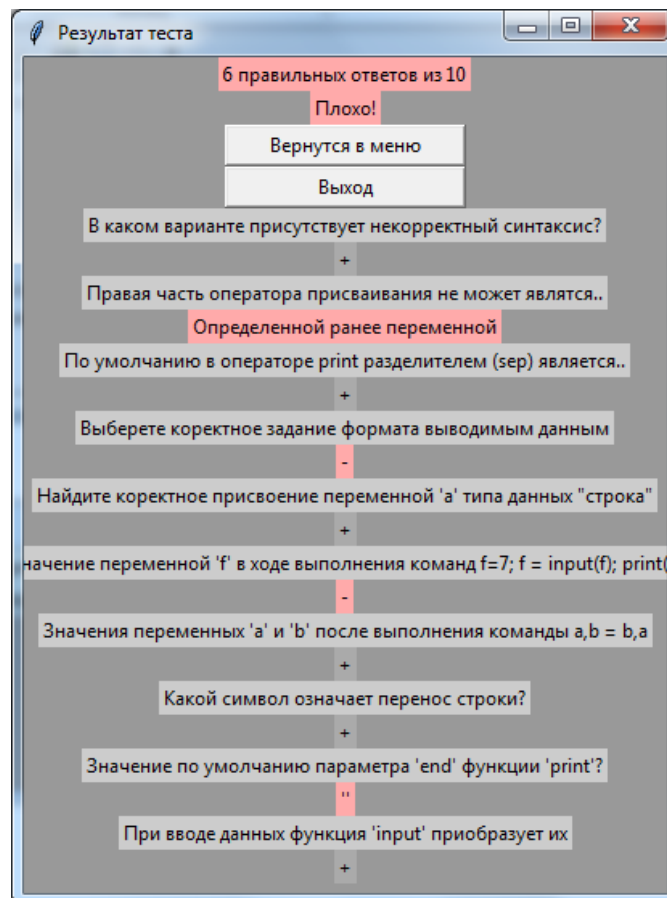 Результат теста
6 правильных ответов из 10
Плохо!
Вернутся в меню
Выход
В каком варианте присутствует некорректный синтаксис?
+
Правая часть оператора присваивания не может являтся..
Определенной ранее переменной
По умолчанию в операторе print разделителем (sep) является..
+
Выберете коректное задание формата выводимым данным
-
Найдите коректное присвоение переменной 'a' типа данных "строка"
+
начение переменной 'f' в ходе выполнения команд f=7; f = input(f); print(
-
Значения переменных 'a' и 'b' после выполнения команды a,b = b,a
+
Какой символ означает перенос строки?
+
Значение по умолчанию параметра 'end' функции 'print'?
''
При вводе данных функция 'input' приобразует их
+